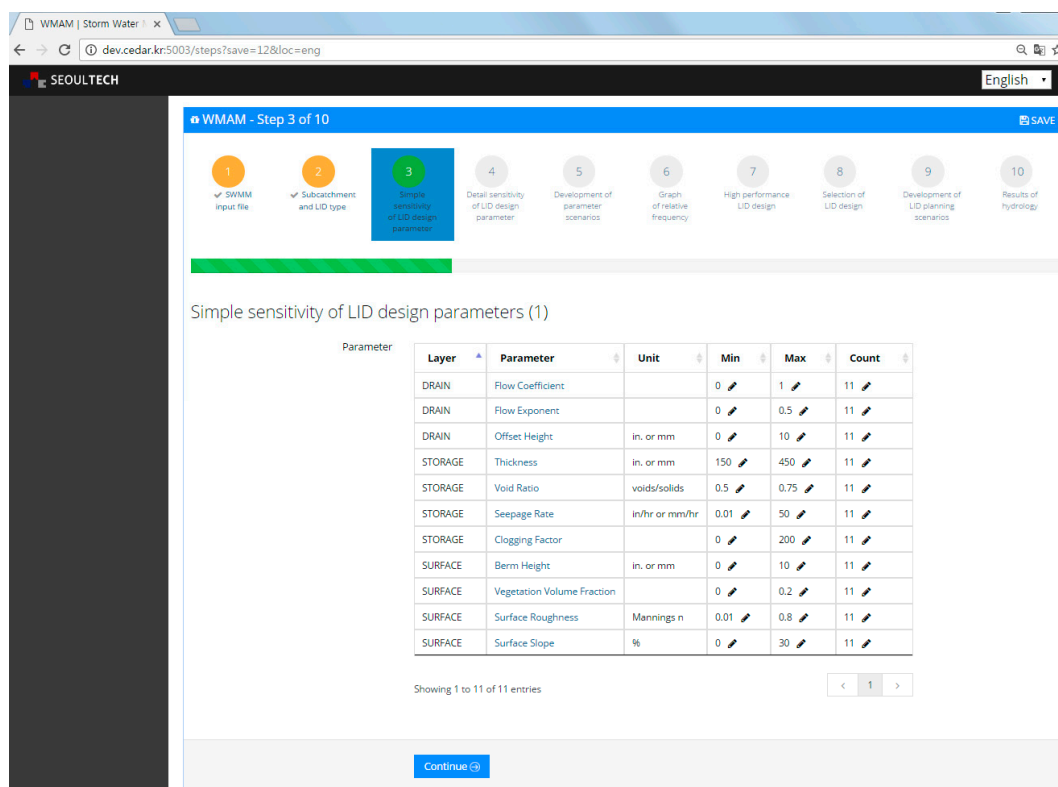 WMAM | Storm Water
dev.cedar.kr:5003/steps?save=12&loc=eng
SEOULTECH
English
WMAM - Step 3 of 10
SAVE
1
SWMM
input file
2
Subcatchment
and LID type
3
Simple
sensitivity
of LID design
parameter
4
Detail sensitivity
of LID design
parameter
5
Development of
parameter
scenarios
6
Graph
of relative
frequency
7
High performance
LID design
8
Selection of
LID design
9
Development of
LID planning
scenarios
10
Results of
hydrology
Simple sensitivity of LID design parameters (1)
Parameter
Layer Parameter Unit Min Max Count
DRAIN Flow Coefficient 0 1 11
DRAIN Flow Exponent 0 0.5 11
DRAIN Offset Height in. or mm 0 10 11
STORAGE Thickness in. or mm 150 450 11
STORAGE Void Ratio voids/solids 0.5 0.75 11
STORAGE Seepage Rate in/hr or mm/hr 0.01 50 11
STORAGE Clogging Factor 0 200 11
SURFACE Berm Height in. or mm 0 10 11
SURFACE Vegetation Volume Fraction 0 0.2 11
SURFACE Surface Roughness Mannings n 0.01 0.8 11
SURFACE Surface Slope % 0 30 11
Showing 1 to 11 of 11 entries
< 1 >
Continue